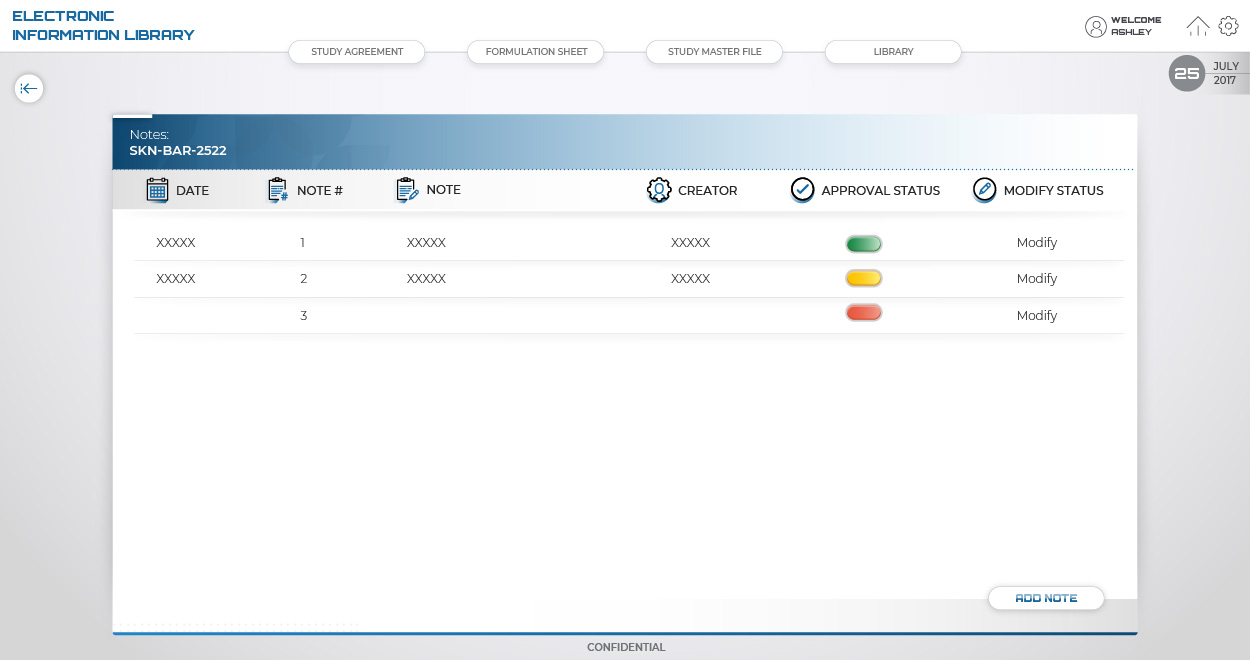 ELECTRONIC
INFORMATION LIBRARY
WELCOME
ASHLEY
STUDY AGREEMENT
FORMULATION SHEET
STUDY MASTER FILE
LIBRARY
25
JULY
2017
Notes:
SKN-BAR-2522
DATE NOTE # NOTE CREATOR APPROVAL STATUS MODIFY STATUS
XXXXX 1 XXXXX XXXXX Modify
XXXXX 2 XXXXX XXXXX Modify
3 Modify
ADD NOTE
CONFIDENTIAL